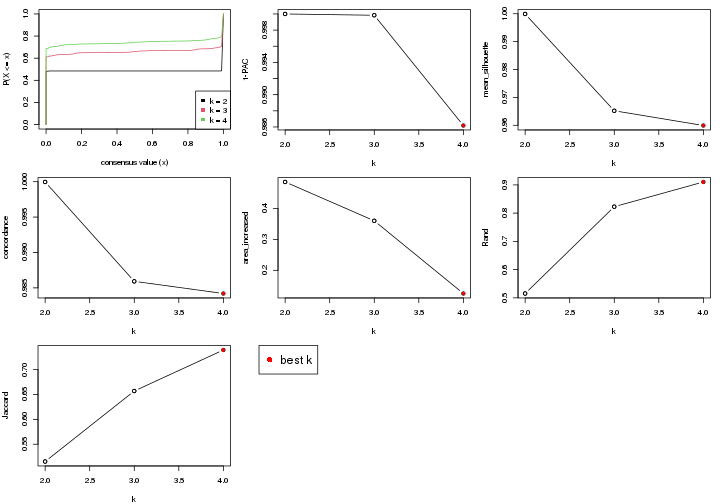 P(X <= x)
0.0 0.2 0.4 0.6 0.8 1.0
k = 2
k = 3
k = 4
0.0 0.2 0.4 0.6 0.8 1.0
consensus value (x)
1-PAC
0.986 0.990 0.994 0.998
2.0 2.5 3.0 3.5 4.0
k
mean_silhouette
0.96 0.97 0.98 0.99 1.00
2.0 2.5 3.0 3.5 4.0
k
concordance
0.985 0.990 0.995 1.000
2.0 2.5 3.0 3.5 4.0
k
area_increased
0.2 0.3 0.4
2.0 2.5 3.0 3.5 4.0
k
Rand
0.5 0.6 0.7 0.8 0.9
2.0 2.5 3.0 3.5 4.0
k
Jaccard
0.55 0.60 0.65 0.70
2.0 2.5 3.0 3.5 4.0
k
best k